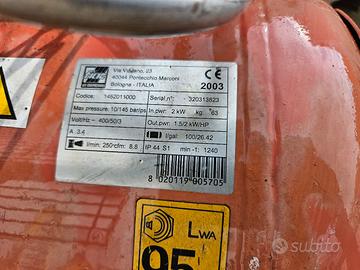 Via Vizzano, 23
40044 Pontecchio Marconi
Bologna - ITALIA
CE
2003
Codice: 1462011000
Serial.n°: 320313623
Max pressure: 10/145 bar/psi
In.pwr: 2 kW kg: 63
Volt/Hz ~ 400/50/3
Out.pwr: 1.5/2 kW/HP
A 3.4
l/gal: 100/26.42
l/min: 250 cfm: 8.8
IP 44 S1
min -1: 1240
8 020119 005705
LWA
95
subito